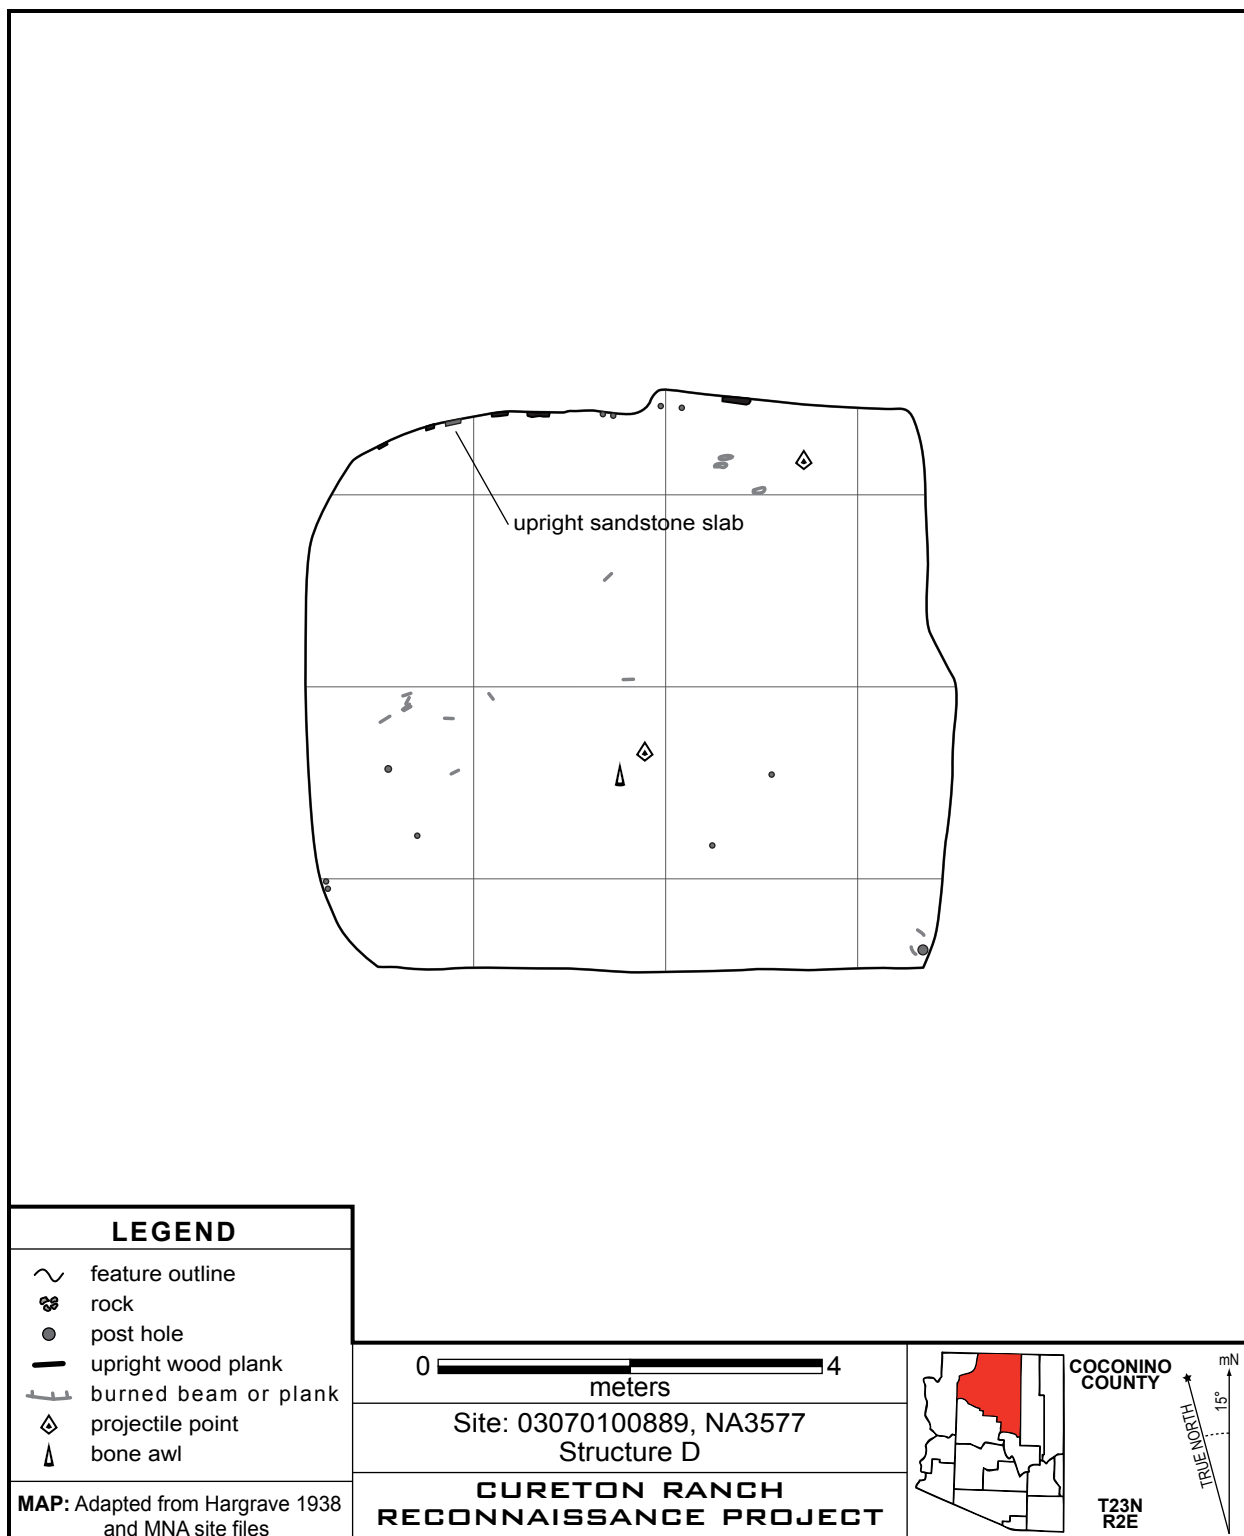 upright sandstone slab
LEGEND
feature outline
rock
post hole
upright wood plank
burned beam or plank
projectile point
bone awl
MAP: Adapted from Hargrave 1938
and MNA site files
0 4
meters
Site: 03070100889, NA3577
Structure D
CURETON RANCH
RECONNAISSANCE PROJECT
COCONINO
COUNTY
T23N
R2E
mN
15°
TRUE NORTH